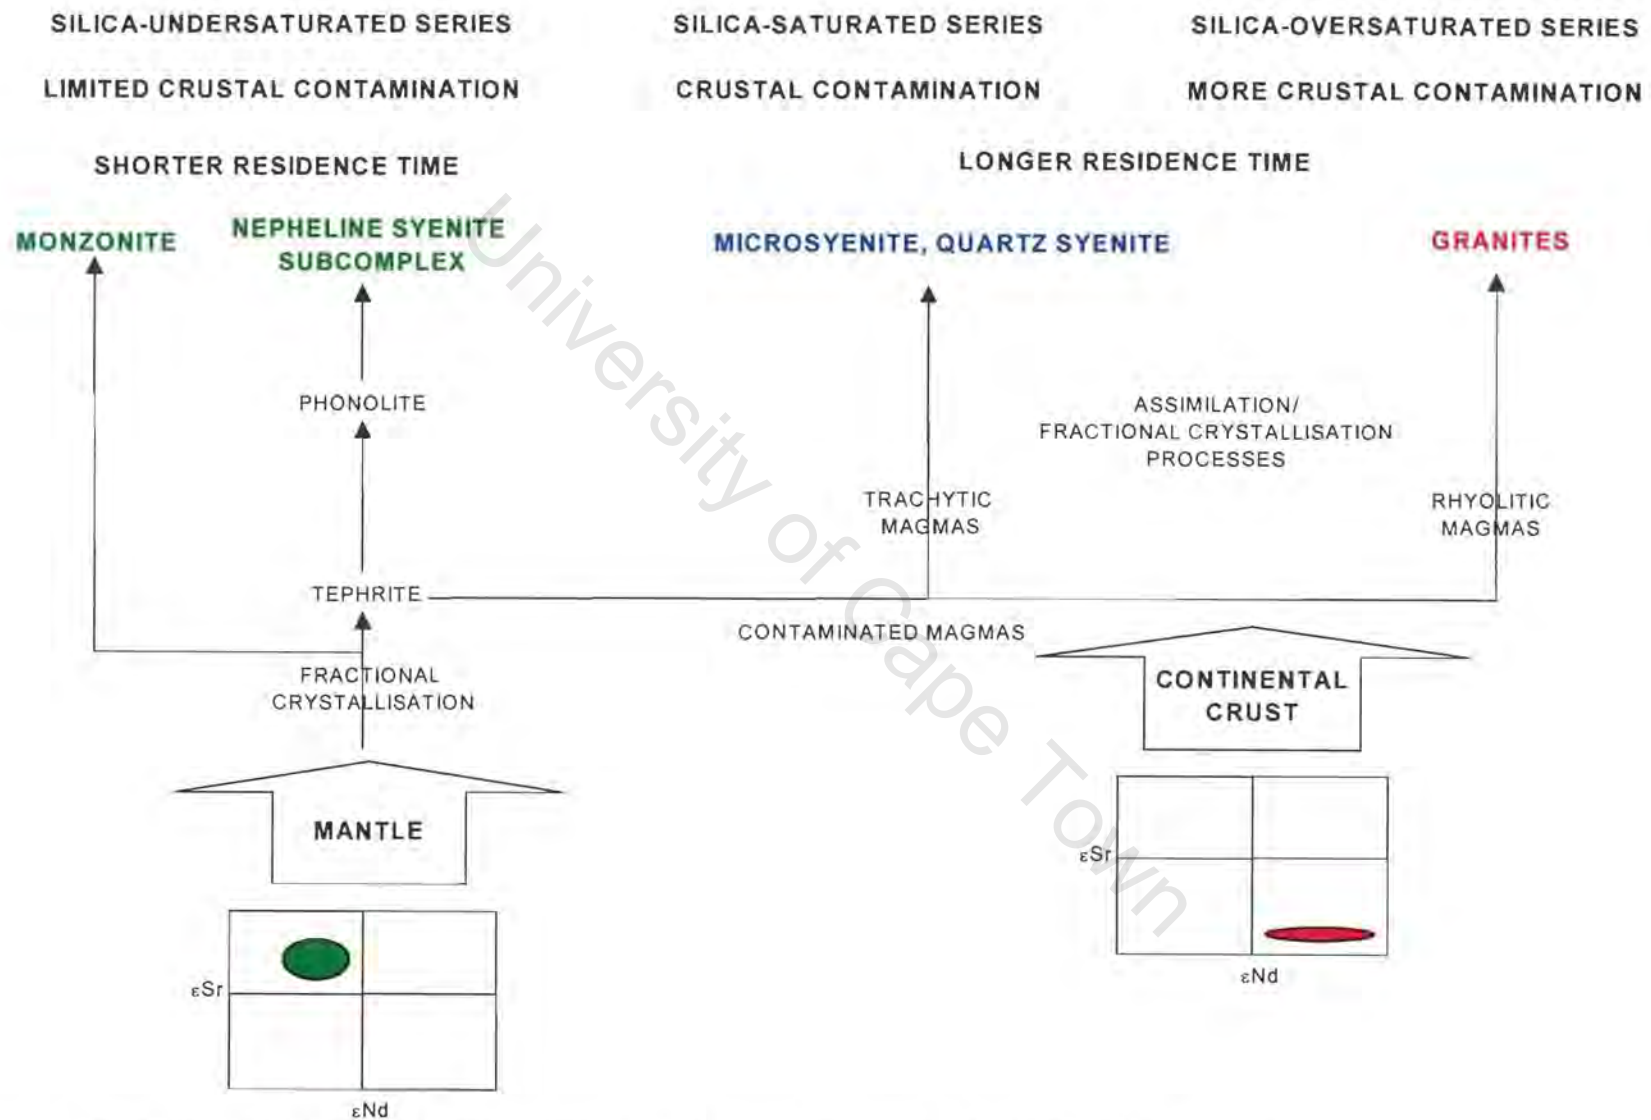 SILICA-UNDERSATURATED SERIES
SILICA-SATURATED SERIES
SILICA-OVERSATURATED SERIES
LIMITED CRUSTAL CONTAMINATION
CRUSTAL CONTAMINATION
MORE CRUSTAL CONTAMINATION
SHORTER RESIDENCE TIME
LONGER RESIDENCE TIME
MONZONITE
NEPHELINE SYENITE
SUBCOMPLEX
MICROSYENITE, QUARTZ SYENITE
GRANITES
PHONOLITE
ASSIMILATION/
FRACTIONAL CRYSTALLISATION
PROCESSES
TRACHYTIC
MAGMAS
RHYOLITIC
MAGMAS
TEPHRITE
CONTAMINATED MAGMAS
FRACTIONAL
CRYSTALLISATION
CONTINENTAL
CRUST
MANTLE
εSr
εNd
εSr
εNd
University of Cape Town